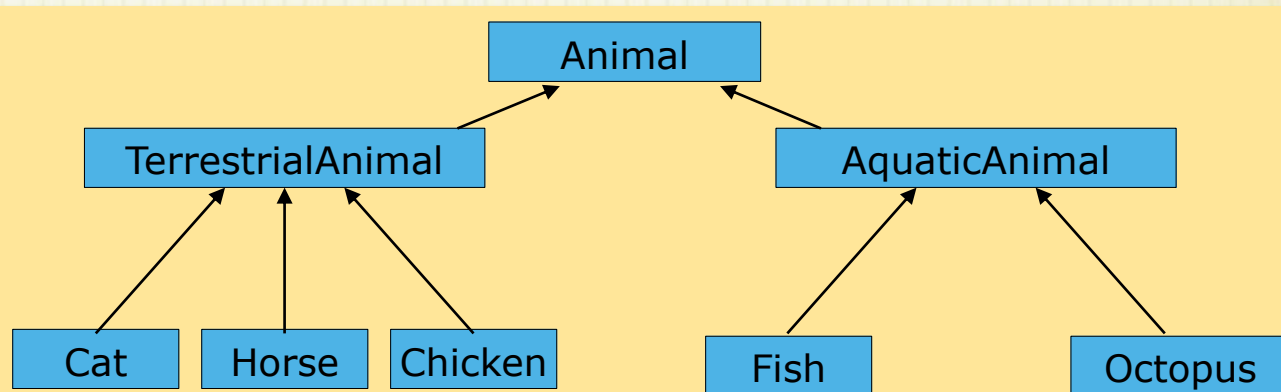 Animal
TerrestrialAnimal
AquaticAnimal
Cat
Horse
Chicken
Fish
Octopus